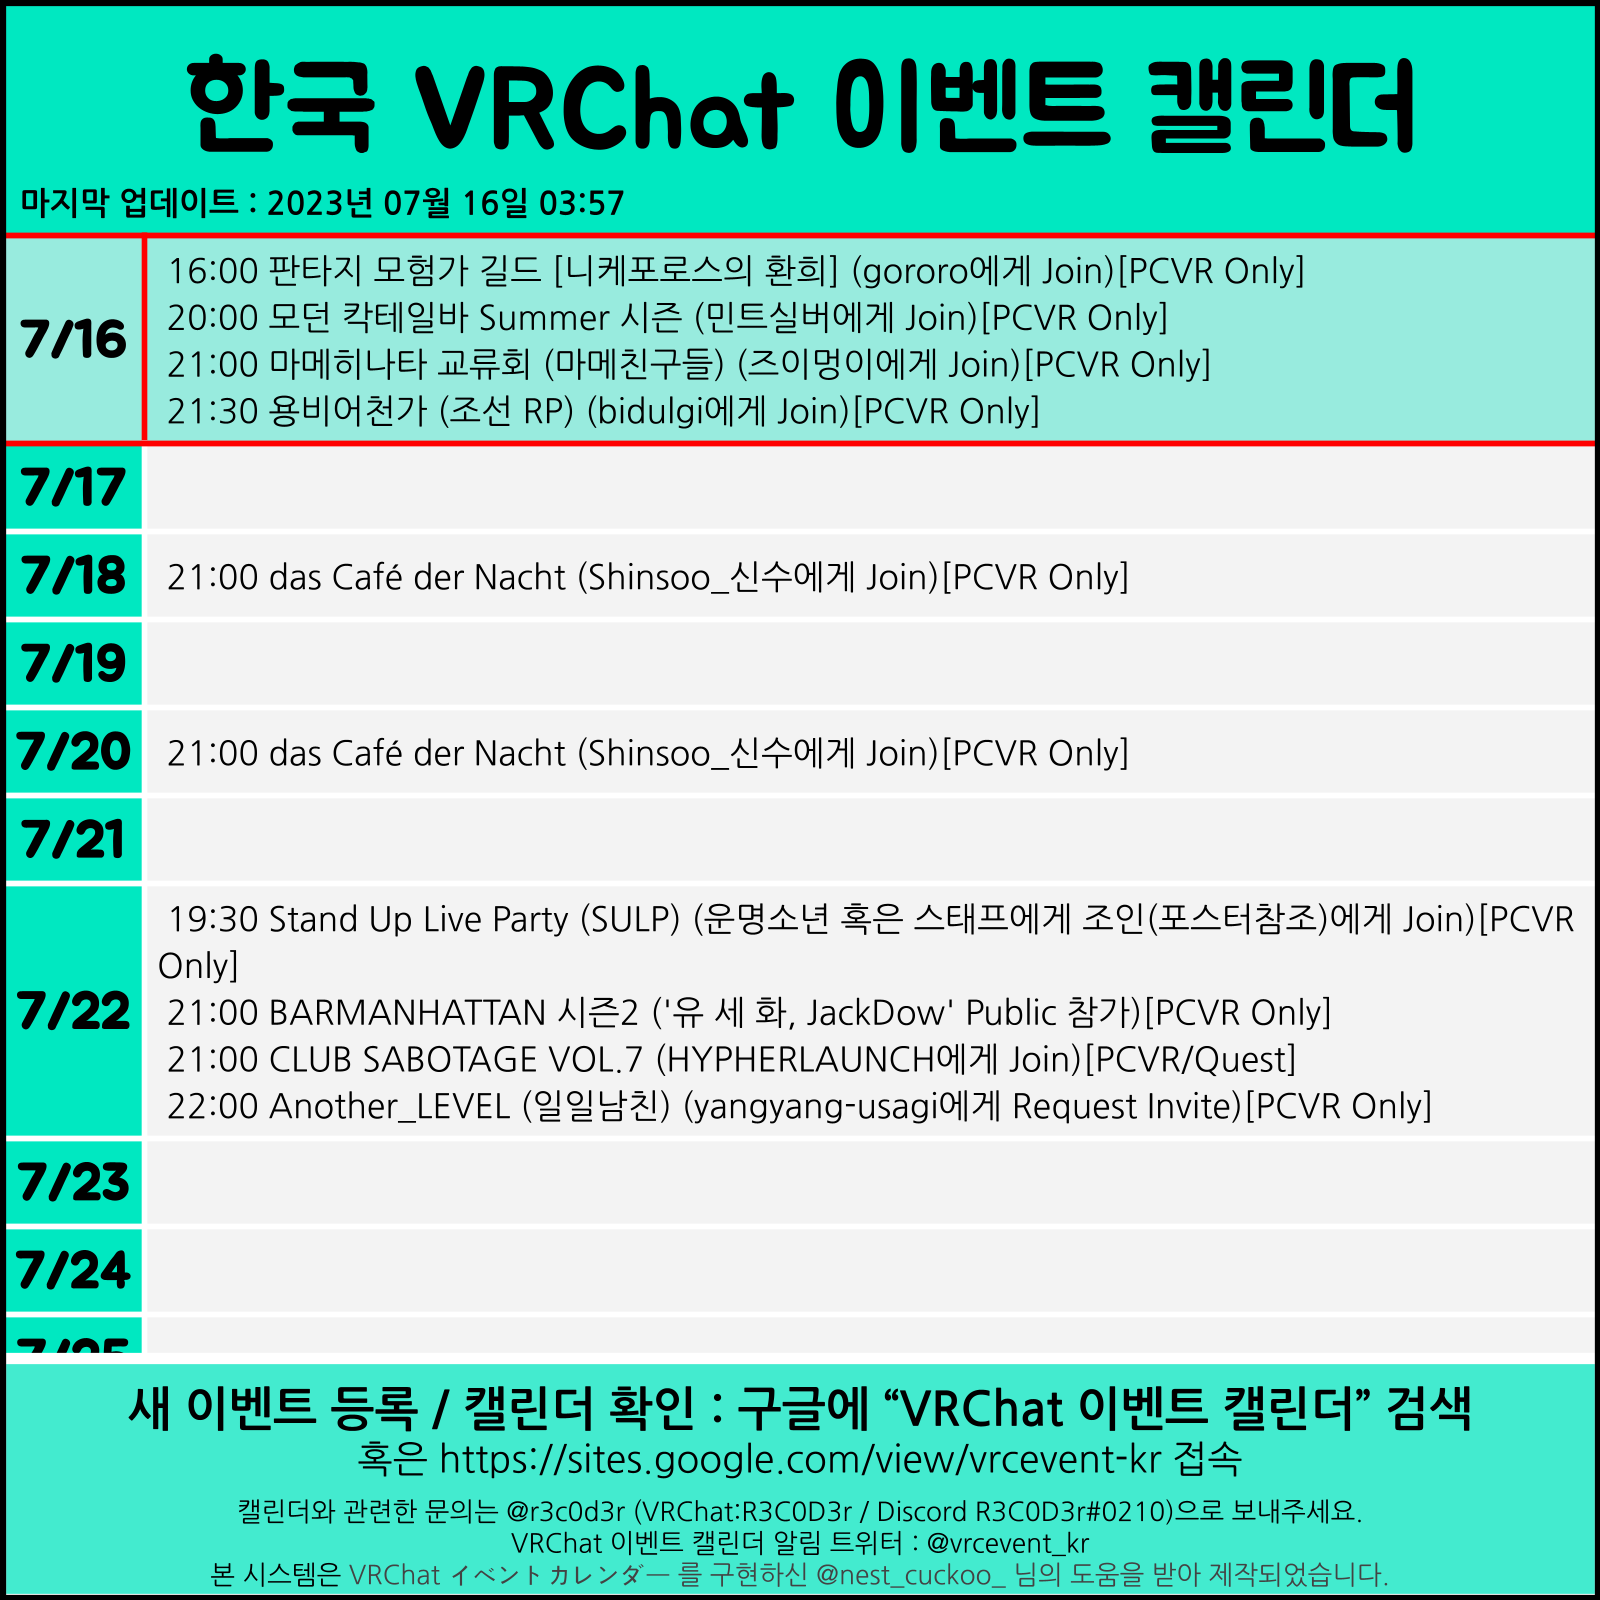 한국 VRChat 이벤트 캘린더
마지막 업데이트 : 2023년 07월 16일 03:57
7/16
16:00 판타지 모험가 길드 [니케포로스의 환희] (gororo에게 Join)[PCVR Only]
20:00 모던 칵테일바 Summer 시즌 (민트실버에게 Join)[PCVR Only]
21:00 마메히나타 교류회 (마메친구들) (즈이멍이에게 Join)[PCVR Only]
21:30 용비어천가 (조선 RP) (bidulgi에게 Join)[PCVR Only]
7/17
7/18
21:00 das Café der Nacht (Shinsoo_신수에게 Join)[PCVR Only]
7/19
7/20
21:00 das Café der Nacht (Shinsoo_신수에게 Join)[PCVR Only]
7/21
7/22
19:30 Stand Up Live Party (SULP) (운명소년 혹은 스태프에게 조인(포스터참조)에게 Join)[PCVR
Only]
21:00 BARMANHATTAN 시즌2 ('유 세 화, JackDow' Public 참가)[PCVR Only]
21:00 CLUB SABOTAGE VOL.7 (HYPHERLAUNCH에게 Join)[PCVR/Quest]
22:00 Another_LEVEL (일일남친) (yangyang-usagi에게 Request Invite)[PCVR Only]
7/23
7/24
7/25
새 이벤트 등록 / 캘린더 확인 : 구글에 “VRChat 이벤트 캘린더” 검색
혹은 https://sites.google.com/view/vrcevent-kr 접속
캘린더와 관련한 문의는 @r3c0d3r (VRChat:R3C0D3r / Discord R3C0D3r#0210)으로 보내주세요.
VRChat 이벤트 캘린더 알림 트위터 : @vrcevent_kr
본 시스템은 VRChat イベントカレンダー 를 구현하신 @nest_cuckoo_ 님의 도움을 받아 제작되었습니다.